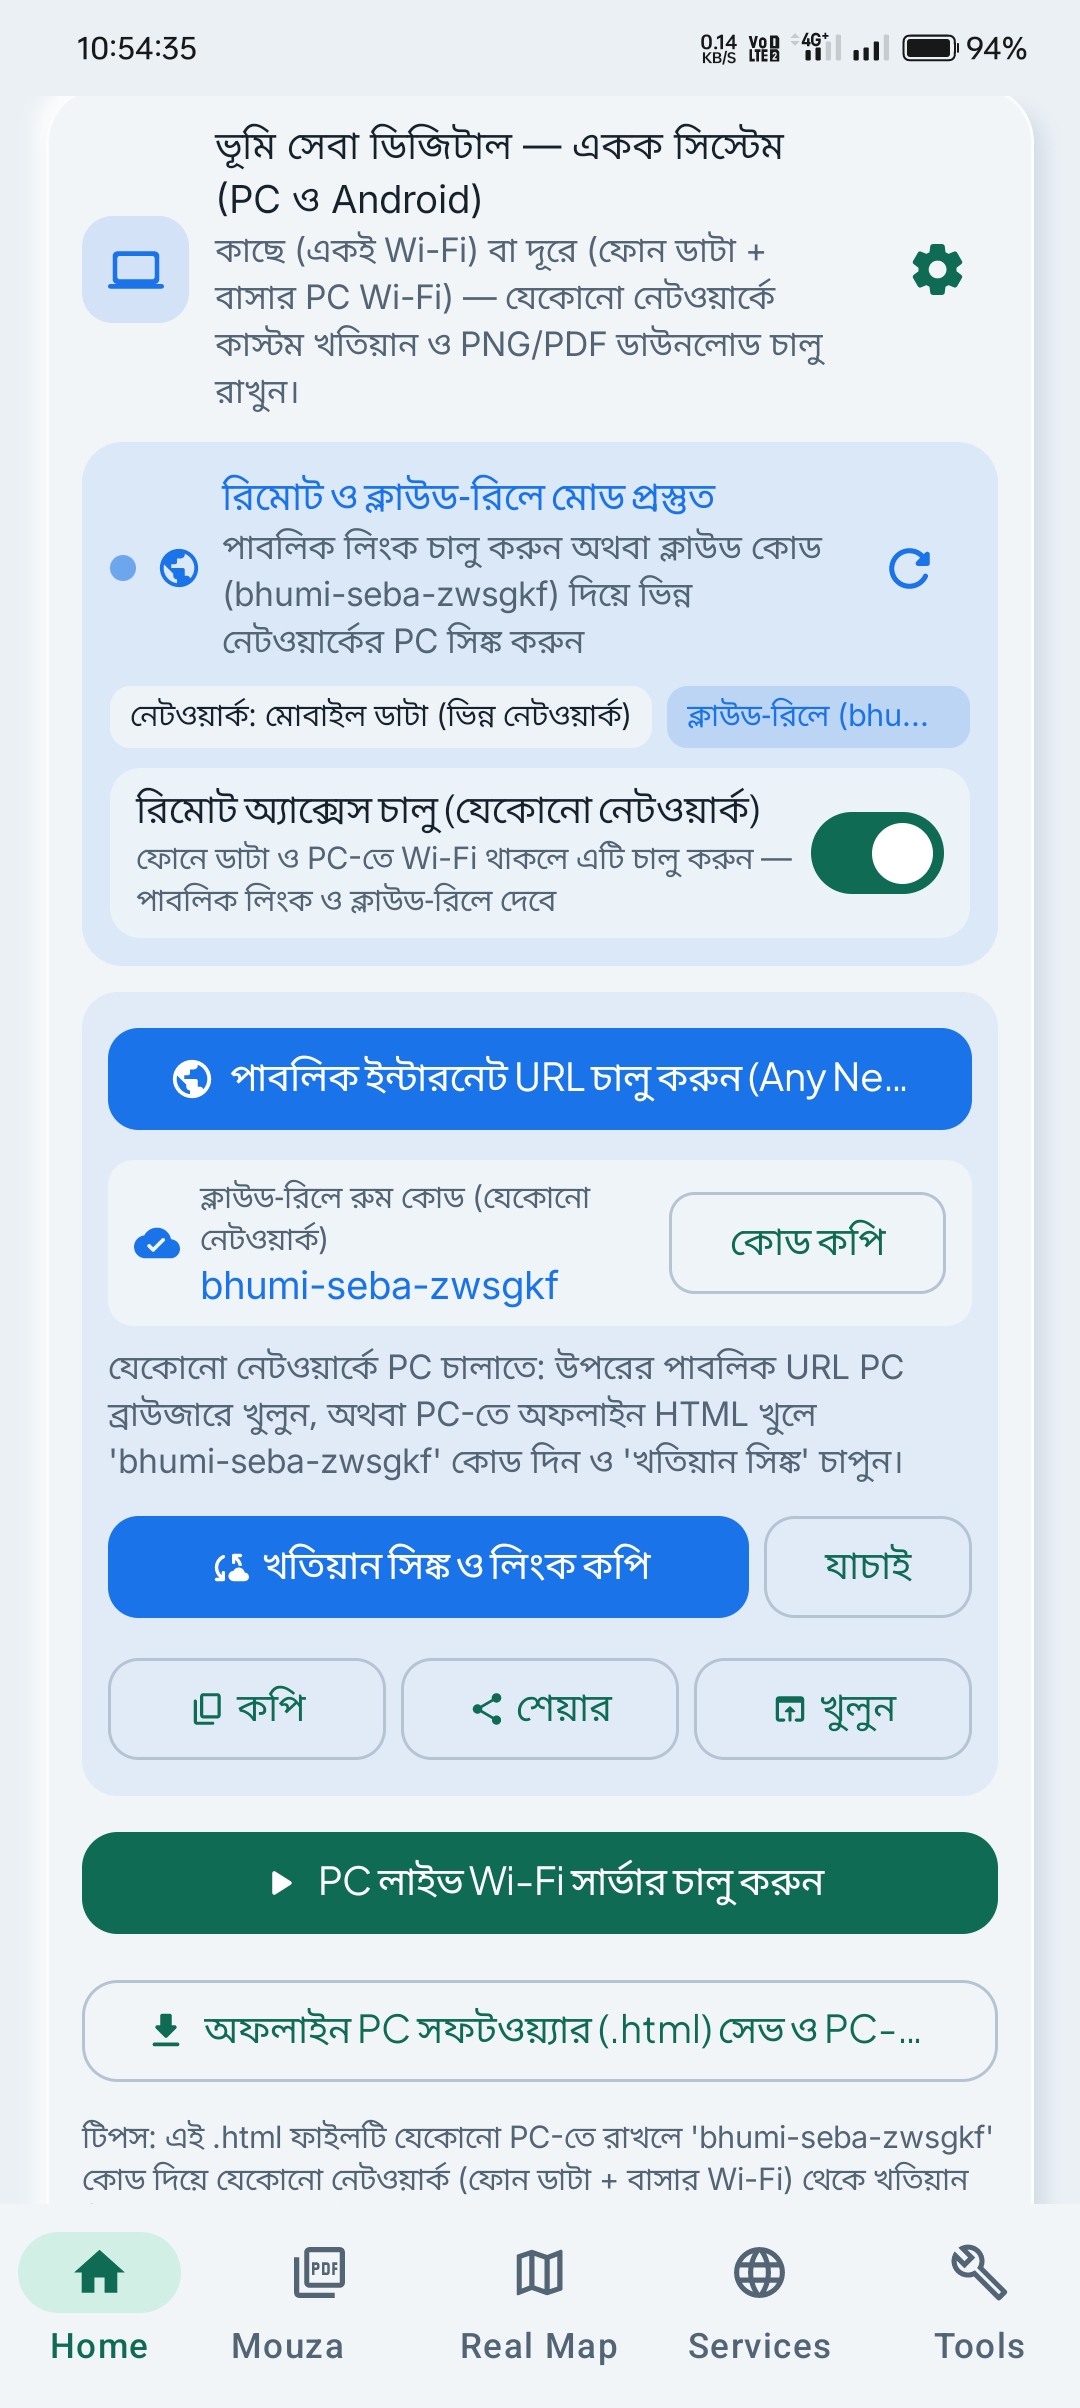 10:54:35
0.14 KB/S
VoD LTE 2
4G+
94%
ভূমি সেবা ডিজিটাল — একক সিস্টেম
(PC ও Android)
কাছে (একই Wi-Fi) বা দূরে (ফোন ডাটা +
বাসার PC Wi-Fi) — যেকোনো নেটওয়ার্কে
কাস্টম খতিয়ান ও PNG/PDF ডাউনলোড চালু
রাখুন।
রিমোট ও ক্লাউড-রিলে মোড প্রস্তুত
পাবলিক লিংক চালু করুন অথবা ক্লাউড কোড
(bhumi-seba-zwsgkf) দিয়ে ভিন্ন
নেটওয়ার্কের PC সিঙ্ক করুন
নেটওয়ার্ক: মোবাইল ডাটা (ভিন্ন নেটওয়ার্ক)
ক্লাউড-রিলে (bhu...
রিমোট অ্যাক্সেস চালু (যেকোনো নেটওয়ার্ক)
ফোনে ডাটা ও PC-তে Wi-Fi থাকলে এটি চালু করুন —
পাবলিক লিংক ও ক্লাউড-রিলে দেবে
পাবলিক ইন্টারনেট URL চালু করুন (Any Ne...
ক্লাউড-রিলে রুম কোড (যেকোনো
নেটওয়ার্ক)
bhumi-seba-zwsgkf
কোড কপি
যেকোনো নেটওয়ার্কে PC চালাতে: উপরের পাবলিক URL PC
ব্রাউজারে খুলুন, অথবা PC-তে অফলাইন HTML খুলে
'bhumi-seba-zwsgkf' কোড দিন ও 'খতিয়ান সিঙ্ক' চাপুন।
খতিয়ান সিঙ্ক ও লিংক কপি
যাচাই
কপি
শেয়ার
খুলুন
PC লাইভ Wi-Fi সার্ভার চালু করুন
অফলাইন PC সফটওয়্যার (.html) সেভ ও PC-...
টিপস: এই .html ফাইলটি যেকোনো PC-তে রাখলে 'bhumi-seba-zwsgkf'
কোড দিয়ে যেকোনো নেটওয়ার্ক (ফোন ডাটা + বাসার Wi-Fi) থেকে খতিয়ান
PDF
Home
Mouza
Real Map
Services
Tools